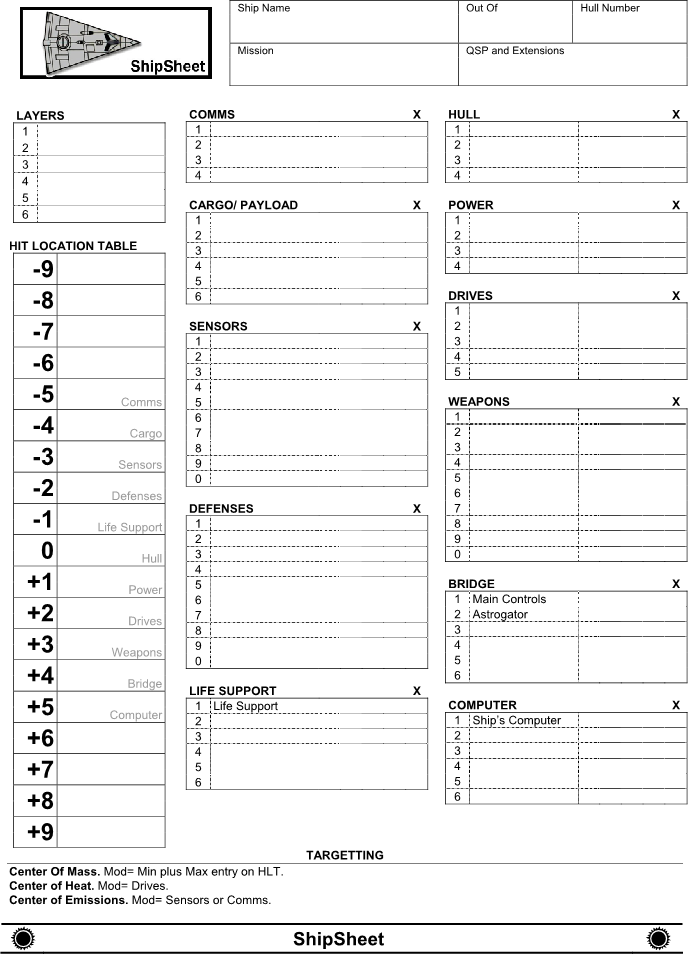 ShipSheet
Ship Name
Out Of
Hull Number
Mission
QSP and Extensions
LAYERS
1
2
3
4
5
6
HIT LOCATION TABLE
-9
-8
-7
-6
-5 Comms
-4 Cargo
-3 Sensors
-2 Defenses
-1 Life Support
0 Hull
+1 Power
+2 Drives
+3 Weapons
+4 Bridge
+5 Computer
+6
+7
+8
+9
COMMS X
1
2
3
4
CARGO/ PAYLOAD X
1
2
3
4
5
6
SENSORS X
1
2
3
4
5
6
7
8
9
0
DEFENSES X
1
2
3
4
5
6
7
8
9
0
LIFE SUPPORT X
1 Life Support
2
3
4
5
6
HULL X
1
2
3
4
POWER X
1
2
3
4
DRIVES X
1
2
3
4
5
WEAPONS X
1
2
3
4
5
6
7
8
9
0
BRIDGE X
1 Main Controls
2 Astrogator
3
4
5
6
COMPUTER X
1 Ship's Computer
2
3
4
5
6
TARGETTING
Center Of Mass. Mod= Min plus Max entry on HLT.
Center of Heat. Mod= Drives.
Center of Emissions. Mod= Sensors or Comms.
ShipSheet